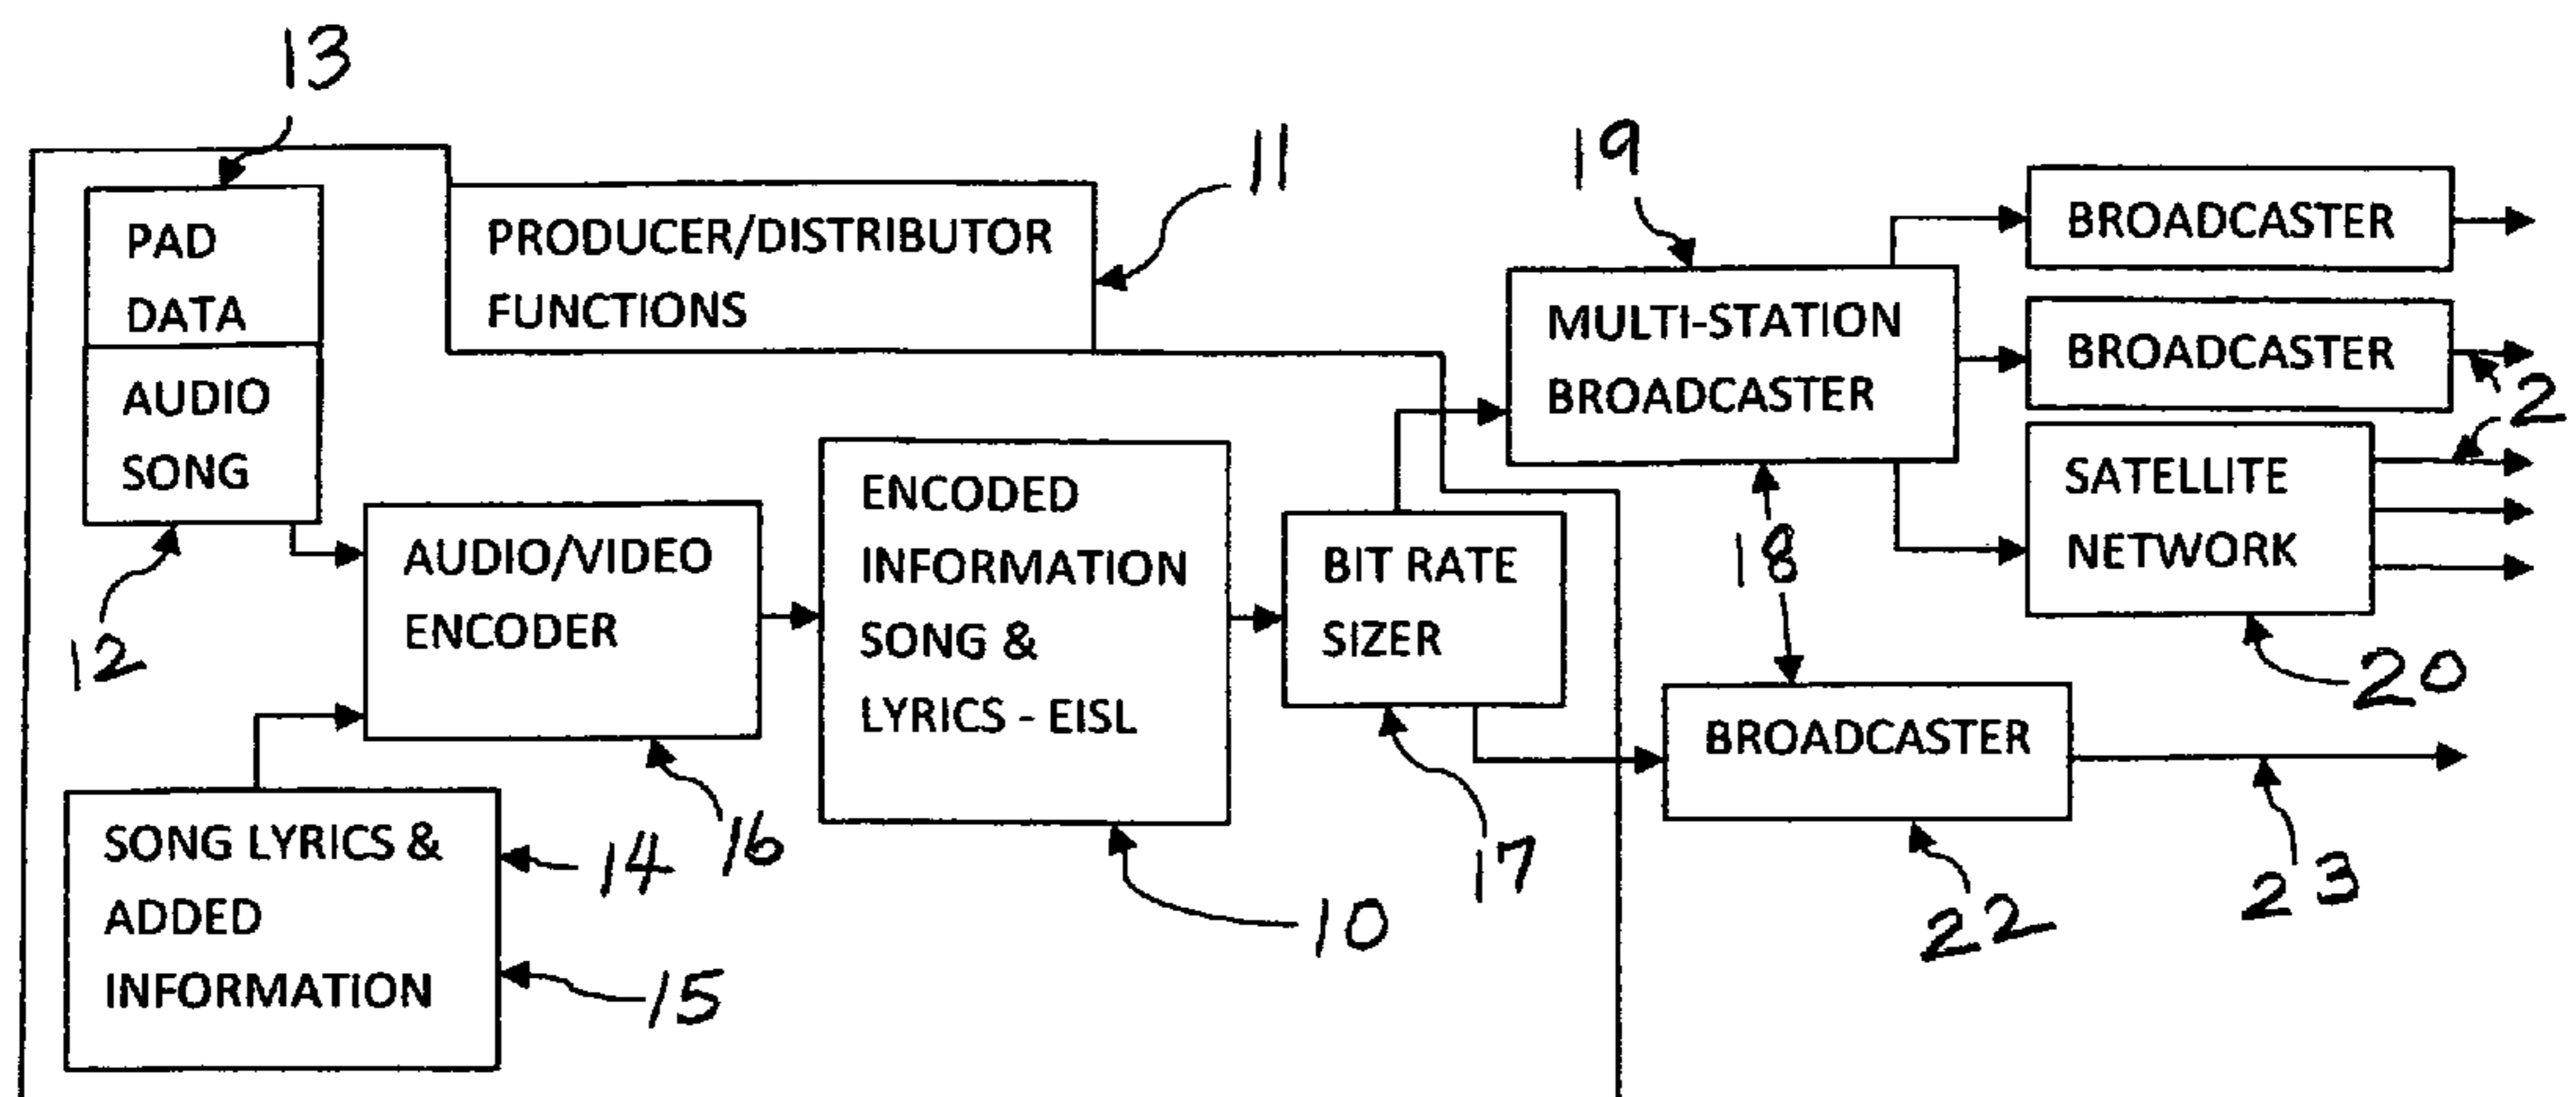 13
PAD
DATA
AUDIO
SONG
12
PRODUCER/DISTRIBUTOR
FUNCTIONS
11
AUDIO/VIDEO
ENCODER
16
SONG LYRICS &
ADDED
INFORMATION
14
15
ENCODED
INFORMATION
SONG &
LYRICS - EISL
10
BIT RATE
SIZER
17
19
MULTI-STATION
BROADCASTER
18
BROADCASTER
BROADCASTER
2
SATELLITE
NETWORK
20
BROADCASTER
22
23